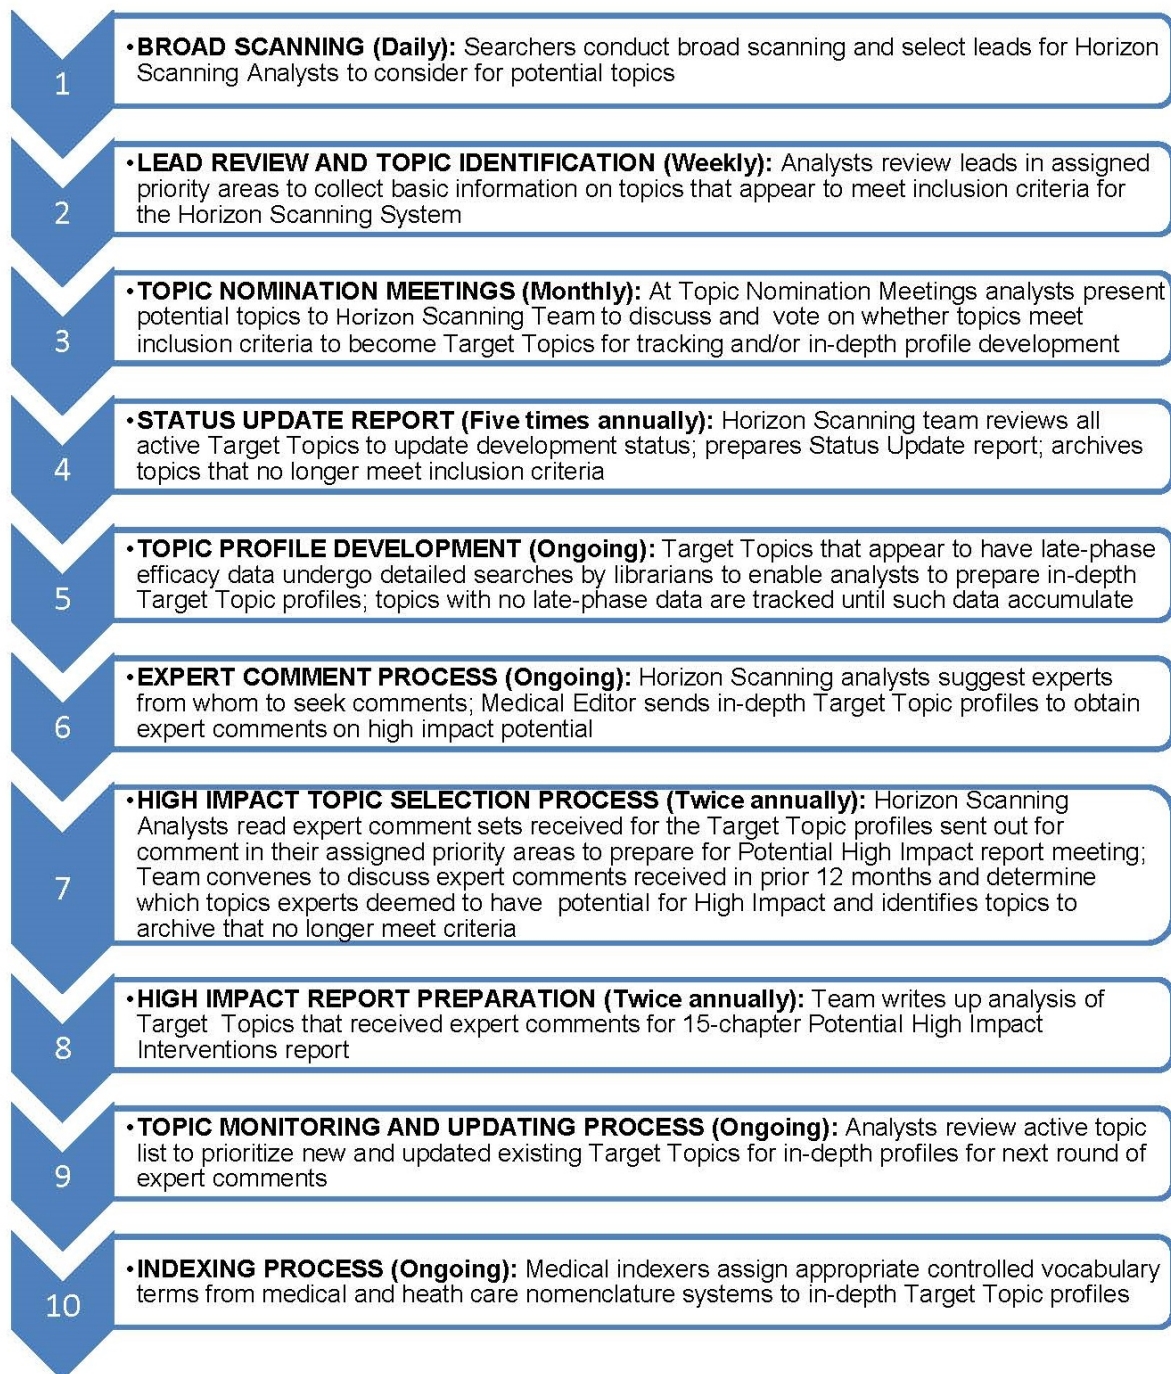 1
•BROAD SCANNING (Daily): Searchers conduct broad scanning and select leads for Horizon
Scanning Analysts to consider for potential topics
2
•LEAD REVIEW AND TOPIC IDENTIFICATION (Weekly): Analysts review leads in assigned
priority areas to collect basic information on topics that appear to meet inclusion criteria for
the Horizon Scanning System
3
•TOPIC NOMINATION MEETINGS (Monthly): At Topic Nomination Meetings analysts present
potential topics to Horizon Scanning Team to discuss and vote on whether topics meet
inclusion criteria to become Target Topics for tracking and/or in-depth profile development
4
•STATUS UPDATE REPORT (Five times annually): Horizon Scanning team reviews all
active Target Topics to update development status; prepares Status Update report; archives
topics that no longer meet inclusion criteria
5
•TOPIC PROFILE DEVELOPMENT (Ongoing): Target Topics that appear to have late-phase
efficacy data undergo detailed searches by librarians to enable analysts to prepare in-depth
Target Topic profiles; topics with no late-phase data are tracked until such data accumulate
6
•EXPERT COMMENT PROCESS (Ongoing): Horizon Scanning analysts suggest experts
from whom to seek comments; Medical Editor sends in-depth Target Topic profiles to obtain
expert comments on high impact potential
7
•HIGH IMPACT TOPIC SELECTION PROCESS (Twice annually): Horizon Scanning
Analysts read expert comment sets received for the Target Topic profiles sent out for
comment in their assigned priority areas to prepare for Potential High Impact report meeting;
Team convenes to discuss expert comments received in prior 12 months and determine
which topics experts deemed to have potential for High Impact and identifies topics to
archive that no longer meet criteria
8
•HIGH IMPACT REPORT PREPARATION (Twice annually): Team writes up analysis of
Target Topics that received expert comments for 15-chapter Potential High Impact
Interventions report
9
•TOPIC MONITORING AND UPDATING PROCESS (Ongoing): Analysts review active topic
list to prioritize new and updated existing Target Topics for in-depth profiles for next round of
expert comments
10
•INDEXING PROCESS (Ongoing): Medical indexers assign appropriate controlled vocabulary
terms from medical and heath care nomenclature systems to in-depth Target Topic profiles